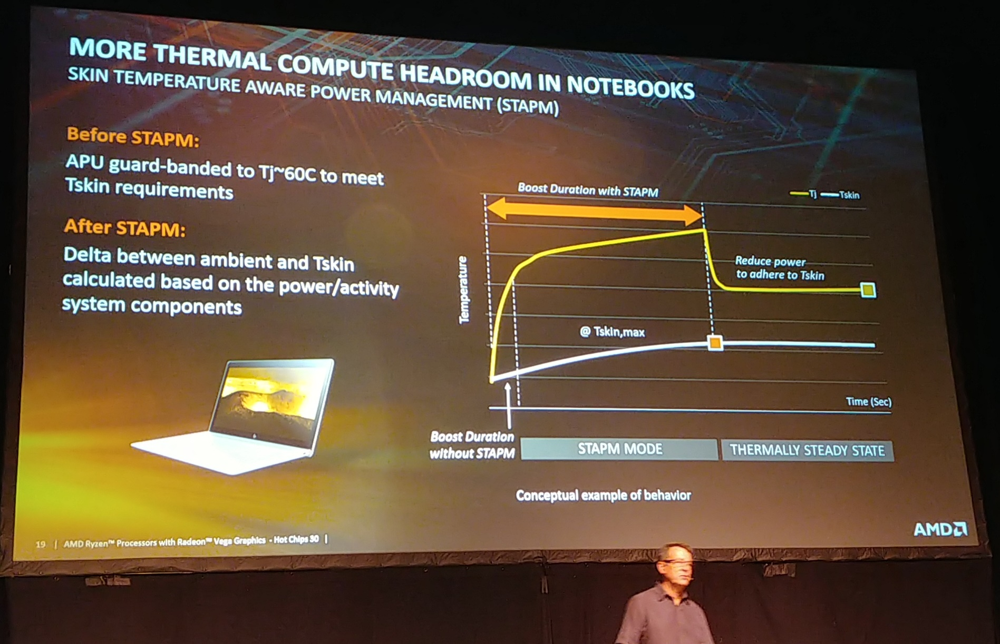 MORE THERMAL COMPUTE HEADROOM IN NOTEBOOKS
SKIN TEMPERATURE AWARE POWER MANAGEMENT (STAPM)
Before STAPM:
APU guard-banded to Tj~60C to meet
Tskin requirements
After STAPM:
Delta between ambient and Tskin
calculated based on the power/activity
system components
Boost Duration with STAPM
Tj Tskin
Temperature
Reduce power
to adhere to Tskin
@ Tskin,max
Time (Sec)
Boost Duration
without STAPM
STAPM MODE
THERMALLY STEADY STATE
Conceptual example of behavior
19 | AMD Ryzen™ Processors with Radeon™ Vega Graphics - Hot Chips 30 |
AMD